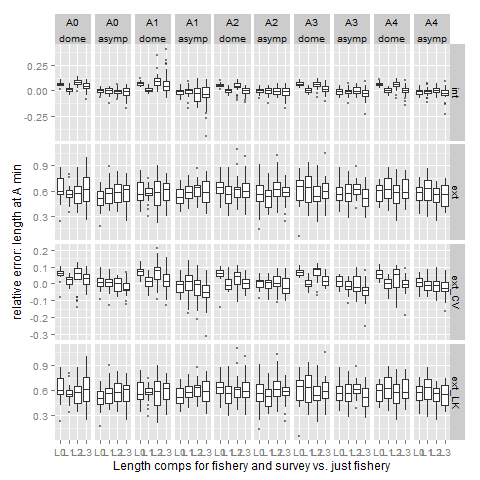 A0 A0 A1 A1 A2 A2 A3 A3 A4 A4
dome asymp dome asymp dome asymp dome asymp dome asymp
0.25
0.00
-0.25
int
0.9
0.6
0.3
ext
0.2
0.1
0.0
-0.1
-0.2
-0.3
ext_CV
0.9
0.6
0.3
ext_LK
relative error: length at A min
Length comps for fishery and survey vs. just fishery